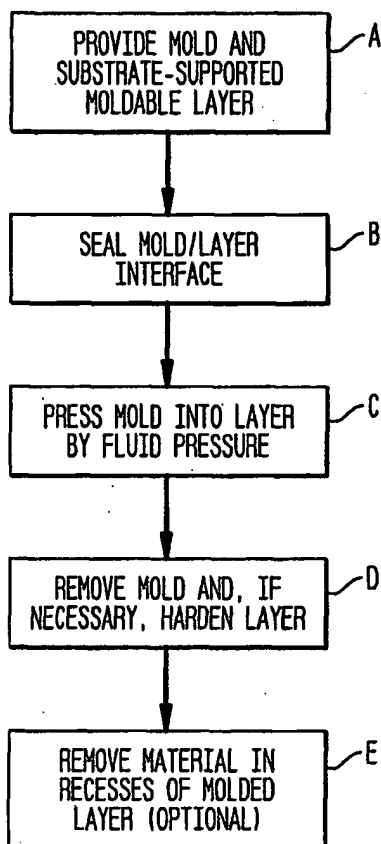 PROVIDE MOLD AND
SUBSTRATE-SUPPORTED
MOLDABLE LAYER
A
SEAL MOLD/LAYER
INTERFACE
B
PRESS MOLD INTO LAYER
BY FLUID PRESSURE
C
REMOVE MOLD AND, IF
NECESSARY, HARDEN LAYER
D
REMOVE MATERIAL IN
RECESSES OF MOLDED
LAYER (OPTIONAL)
E